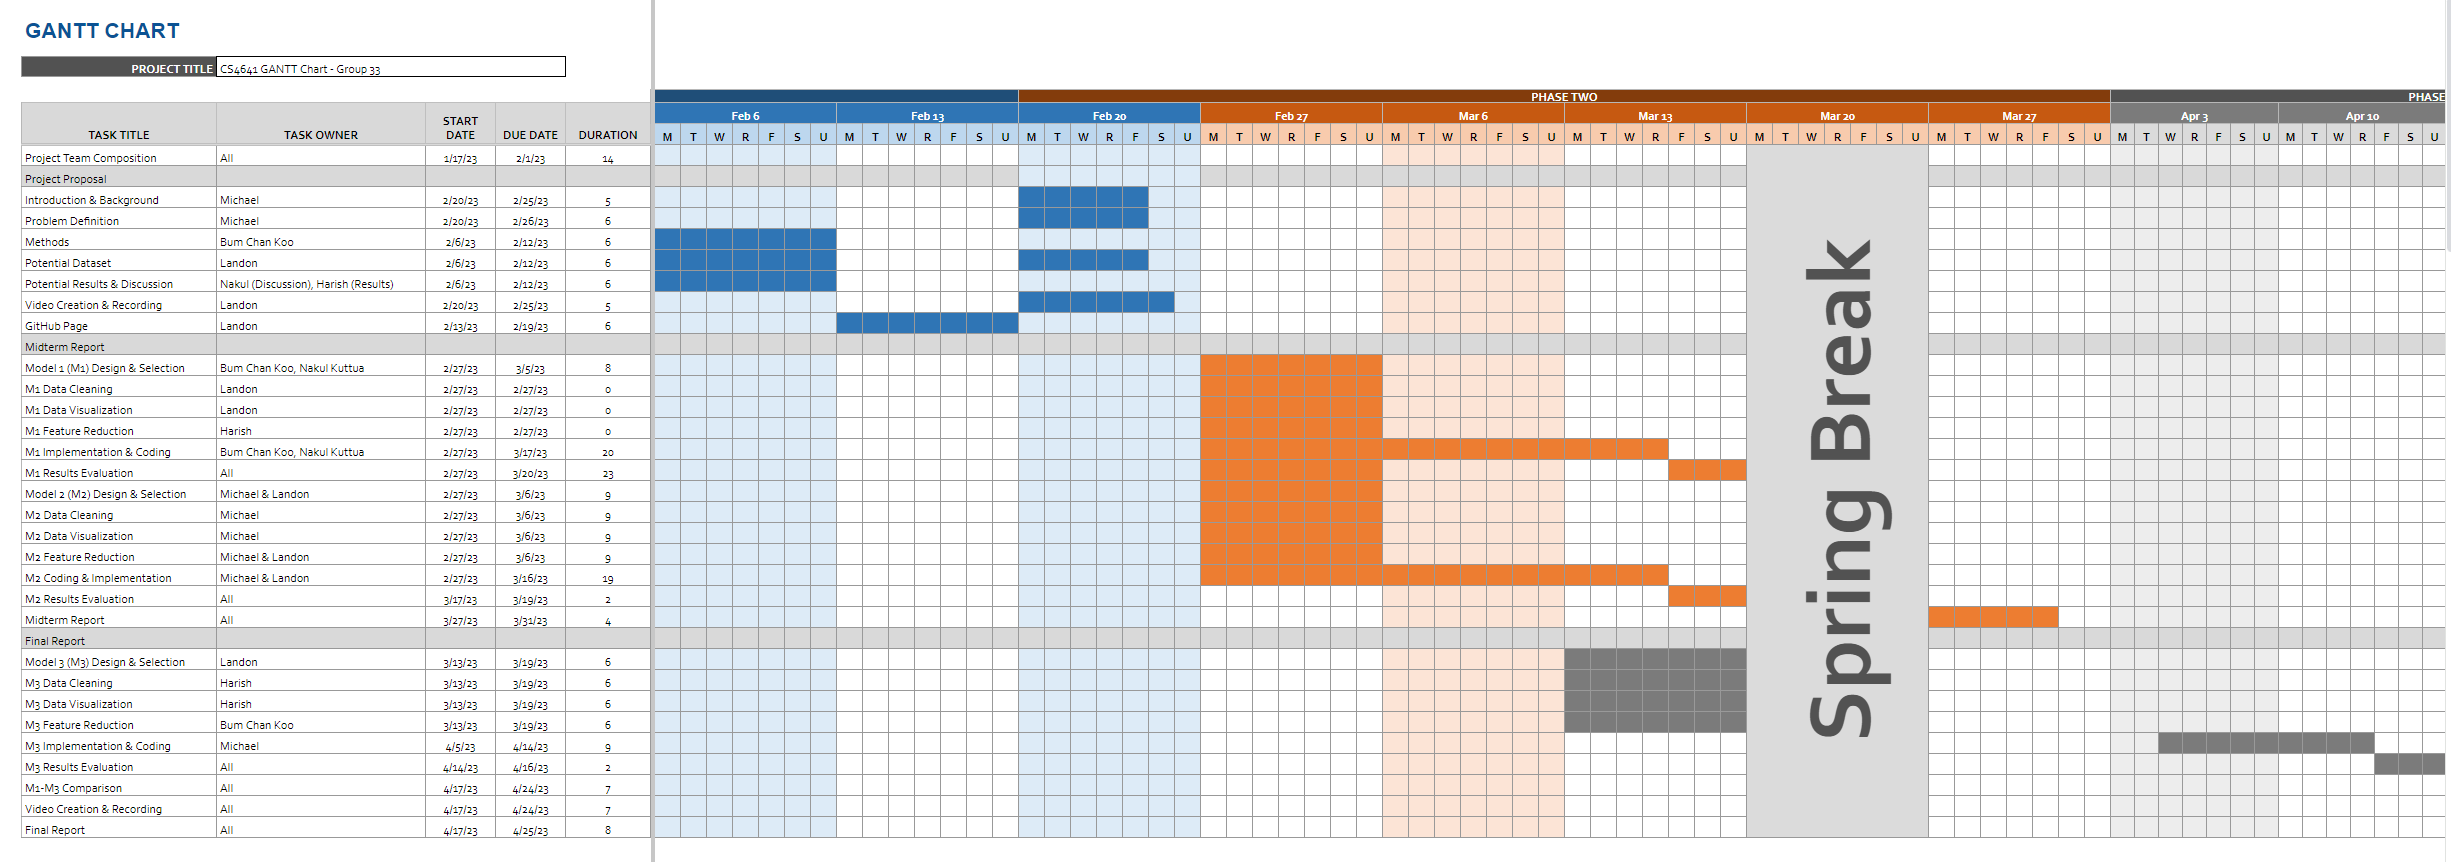 GANTT CHART
PROJECT TITLE CS4641 GANTT Chart - Group 33
PHASE TWO PHASE
Feb 6 Feb 13 Feb 20 Feb 27 Mar 6 Mar 13 Mar 20 Mar 27 Apr 3 Apr 10
TASK TITLE TASK OWNER START DATE DUE DATE DURATION
M T W R F S U M T W R F S U M T W R F S U M T W R F S U M T W R F S U M T W R F S U M T W R F S U M T W R F S U M T W R F S U M T W R F S U
Project Team Composition All 1/17/23 2/1/23 14
Project Proposal
Introduction & Background Michael 2/20/23 2/25/23 5
Problem Definition Michael 2/20/23 2/26/23 6
Methods Bum Chan Koo 2/6/23 2/12/23 6
Potential Dataset Landon 2/6/23 2/12/23 6
Potential Results & Discussion Nakul (Discussion), Harish (Results) 2/6/23 2/12/23 6
Video Creation & Recording Landon 2/20/23 2/25/23 5
GitHub Page Landon 2/13/23 2/19/23 6
Midterm Report
Model 1 (M1) Design & Selection Bum Chan Koo, Nakul Kuttua 2/27/23 3/5/23 8
M1 Data Cleaning Landon 2/27/23 2/27/23 0
M1 Data Visualization Landon 2/27/23 2/27/23 0
M1 Feature Reduction Harish 2/27/23 2/27/23 0
M1 Implementation & Coding Bum Chan Koo, Nakul Kuttua 2/27/23 3/17/23 20
M1 Results Evaluation All 2/27/23 3/20/23 23
Model 2 (M2) Design & Selection Michael & Landon 2/27/23 3/6/23 9
M2 Data Cleaning Michael 2/27/23 3/6/23 9
M2 Data Visualization Michael 2/27/23 3/6/23 9
M2 Feature Reduction Michael & Landon 2/27/23 3/6/23 9
M2 Coding & Implementation Michael & Landon 2/27/23 3/16/23 19
M2 Results Evaluation All 3/17/23 3/19/23 2
Midterm Report All 3/27/23 3/31/23 4
Final Report
Model 3 (M3) Design & Selection Landon 3/13/23 3/19/23 6
M3 Data Cleaning Harish 3/13/23 3/19/23 6
M3 Data Visualization Harish 3/13/23 3/19/23 6
M3 Feature Reduction Bum Chan Koo 3/13/23 3/19/23 6
M3 Implementation & Coding Michael 4/5/23 4/14/23 9
M3 Results Evaluation All 4/14/23 4/16/23 2
M1-M3 Comparison All 4/17/23 4/24/23 7
Video Creation & Recording All 4/17/23 4/24/23 7
Final Report All 4/17/23 4/25/23 8
Spring Break